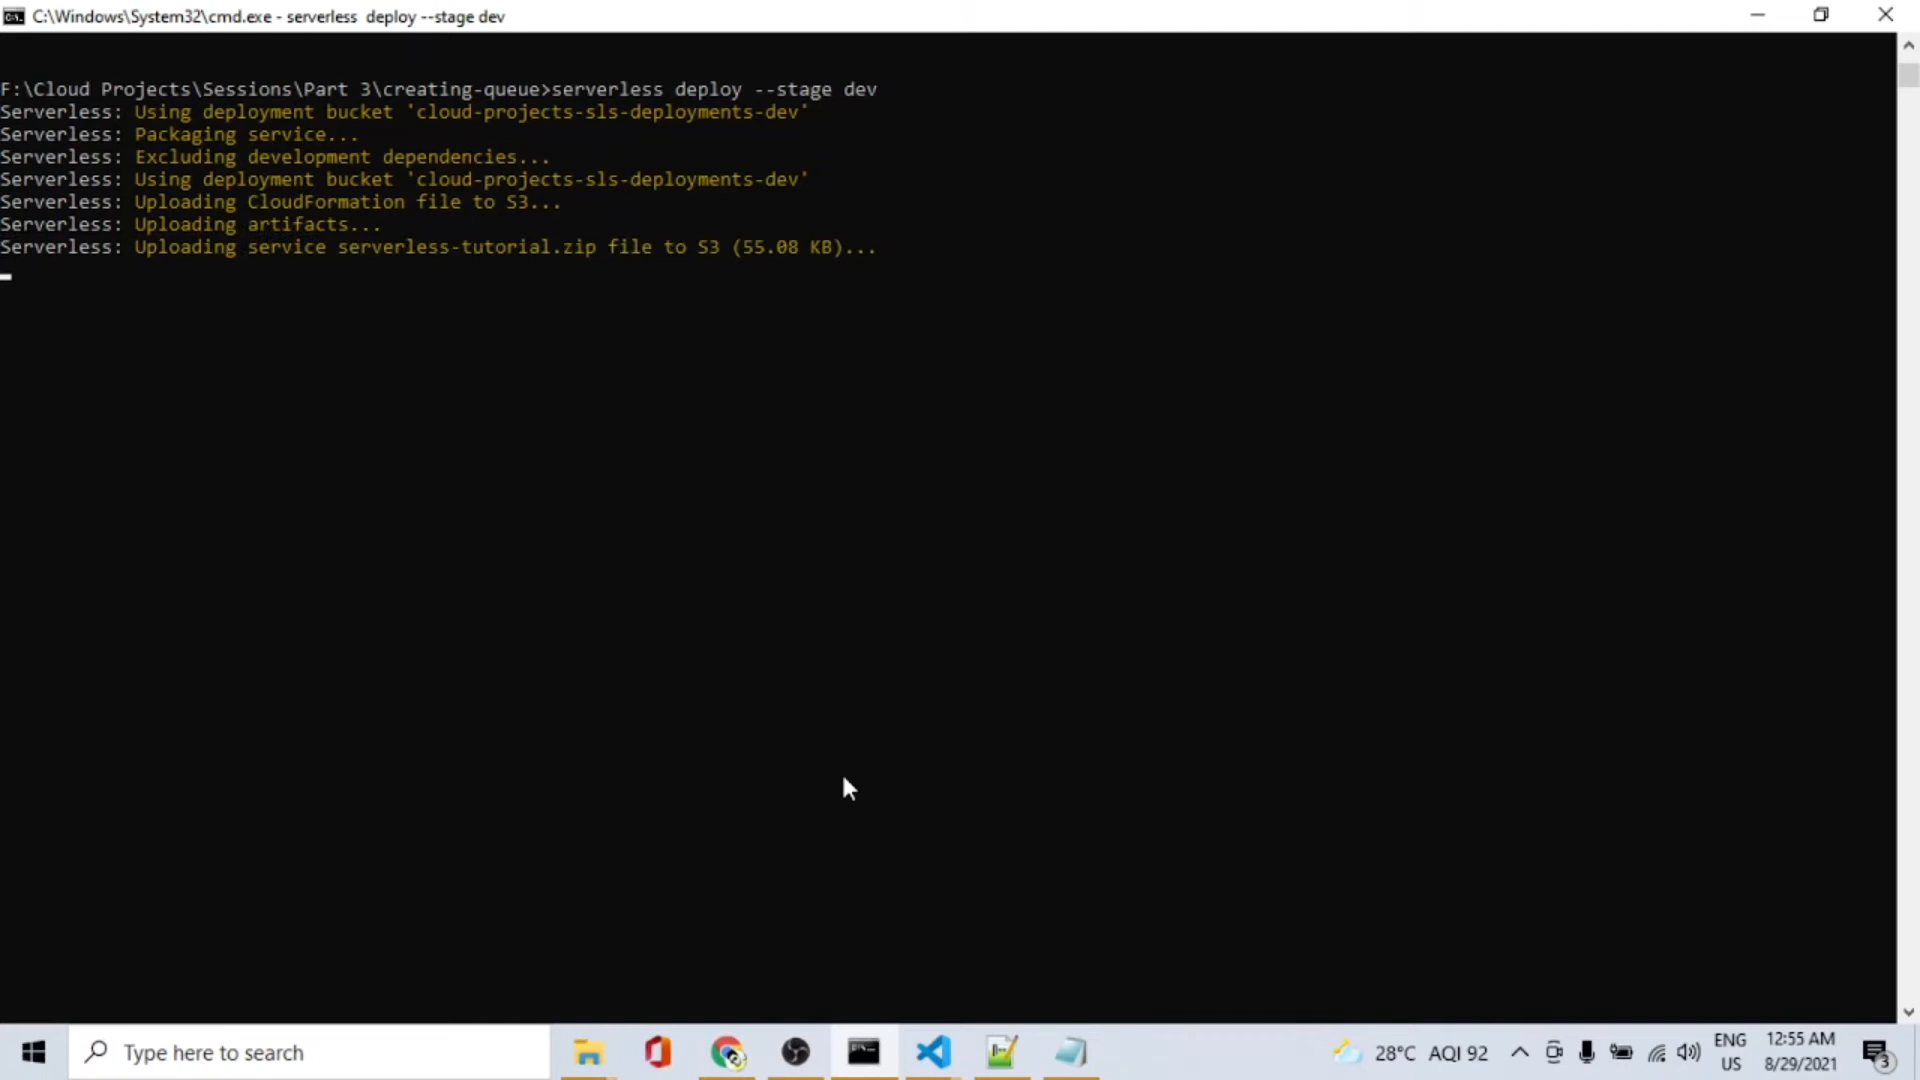 C:\Windows\System32\cmd.exe - serverless  deploy --stage dev
F:\Cloud Projects\Sessions\Part 3\creating-queue>serverless deploy --stage dev
Serverless: Using deployment bucket 'cloud-projects-sls-deployments-dev'
Serverless: Packaging service...
Serverless: Excluding development dependencies...
Serverless: Using deployment bucket 'cloud-projects-sls-deployments-dev'
Serverless: Uploading CloudFormation file to S3...
Serverless: Uploading artifacts...
Serverless: Uploading service serverless-tutorial.zip file to S3 (55.08 KB)...
Type here to search
28°C AQI 92
ENG
US
12:55 AM
8/29/2021
3